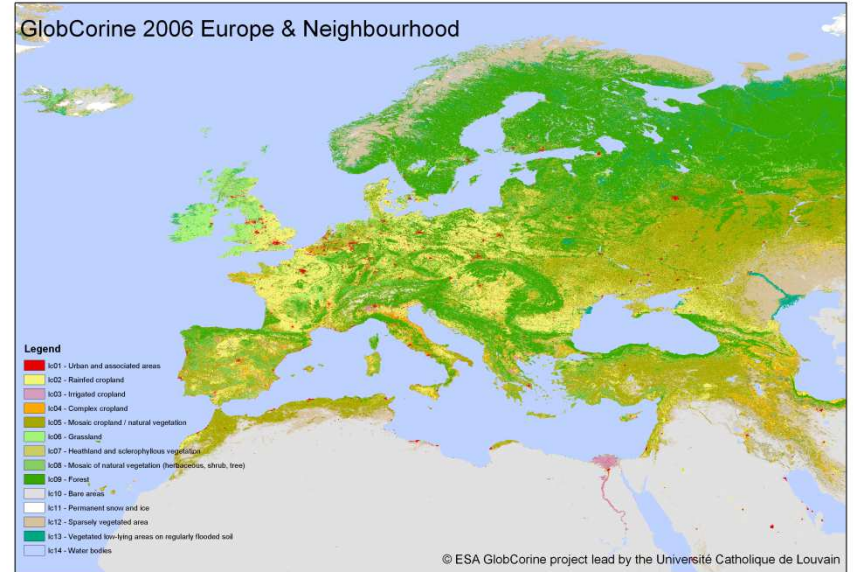 GlobCorine 2006 Europe & Neighbourhood
Legend
lc01 - Urban and associated areas
lc02 - Rainfed cropland
lc03 - Irrigated cropland
lc04 - Complex cropland
lc05 - Mosaic cropland / natural vegetation
lc06 - Grassland
lc07 - Heathland and sclerophyllous vegetation
lc08 - Mosaic of natural vegetation (herbaceous, shrub, tree)
lc09 - Forest
lc10 - Bare areas
lc11 - Permanent snow and ice
lc12 - Sparsely vegetated area
lc13 - Vegetated low-lying areas on regularly flooded soil
lc14 - Water bodies
© ESA GlobCorine project lead by the Université Catholique de Louvain